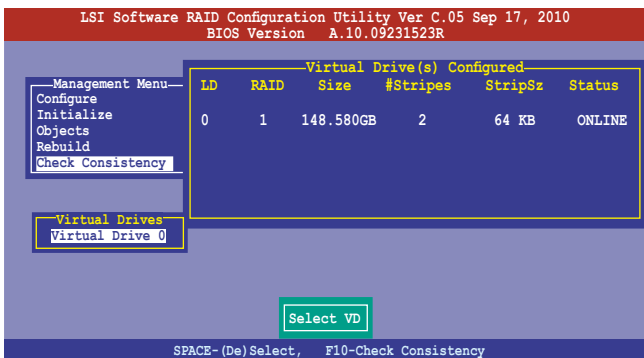 LSI Software RAID Configuration Utility Ver C.05 Sep 17, 2010
BIOS Version A.10.09231523R
Management Menu
Configure
Initialize
Objects
Rebuild
Check Consistency
Virtual Drive(s) Configured
LD RAID Size #Stripes StripSz Status
0 1 148.580GB 2 64 KB ONLINE
Virtual Drives
Virtual Drive 0
Select VD
SPACE-(De)Select, F10-Check Consistency